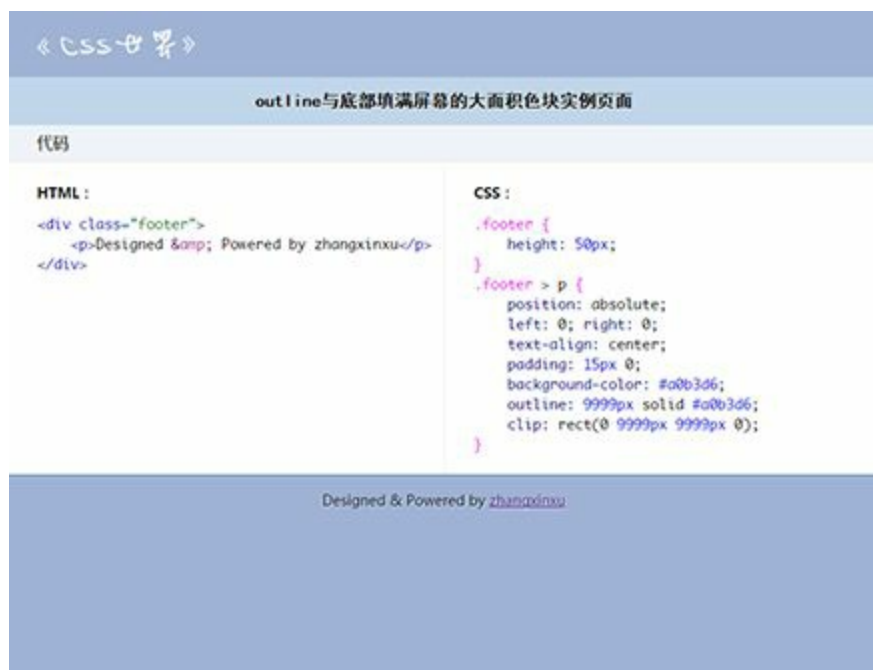 《CSS世界》
outline与底部填满屏幕的大面积色块实例页面
代码
HTML：
<div class="footer">
    <p>Designed &amp; Powered by zhangxinxu</p>
</div>
CSS：
.footer {
    height: 50px;
}
.footer > p {
    position: absolute;
    left: 0; right: 0;
    text-align: center;
    padding: 15px 0;
    background-color: #a0b3d6;
    outline: 9999px solid #a0b3d6;
    clip: rect(0 9999px 9999px 0);
}
Designed & Powered by zhangxinxu